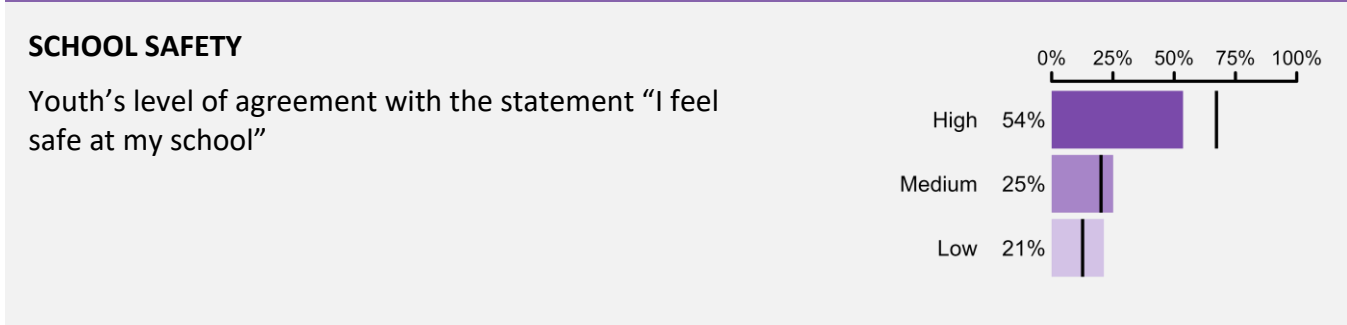 SCHOOL SAFETY
Youth’s level of agreement with the statement “I feel
safe at my school”
0% 25% 50% 75% 100%
High 54%
Medium 25%
Low 21%